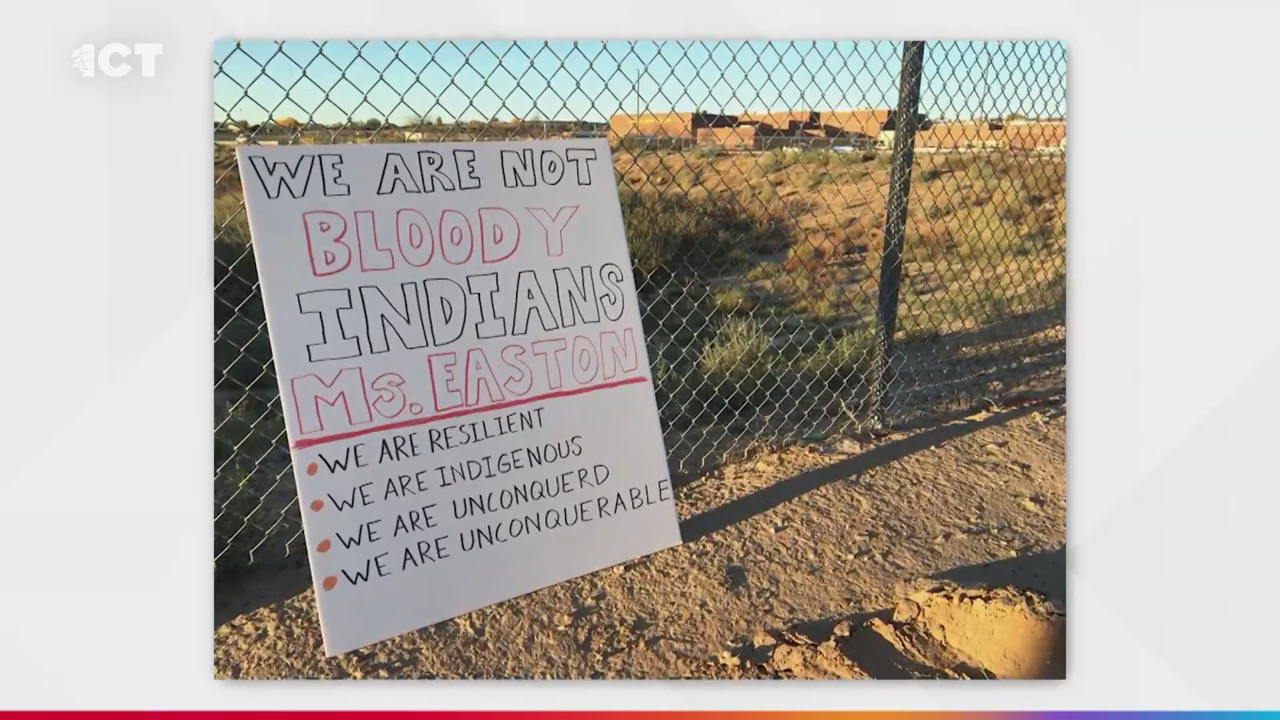 ICT
WE ARE NOT
BLOODY
INDIANS
Ms. EASTON
• WE ARE RESILIENT
• WE ARE INDIGENOUS
• WE ARE UNCONQUERD
• WE ARE UNCONQUERABLE